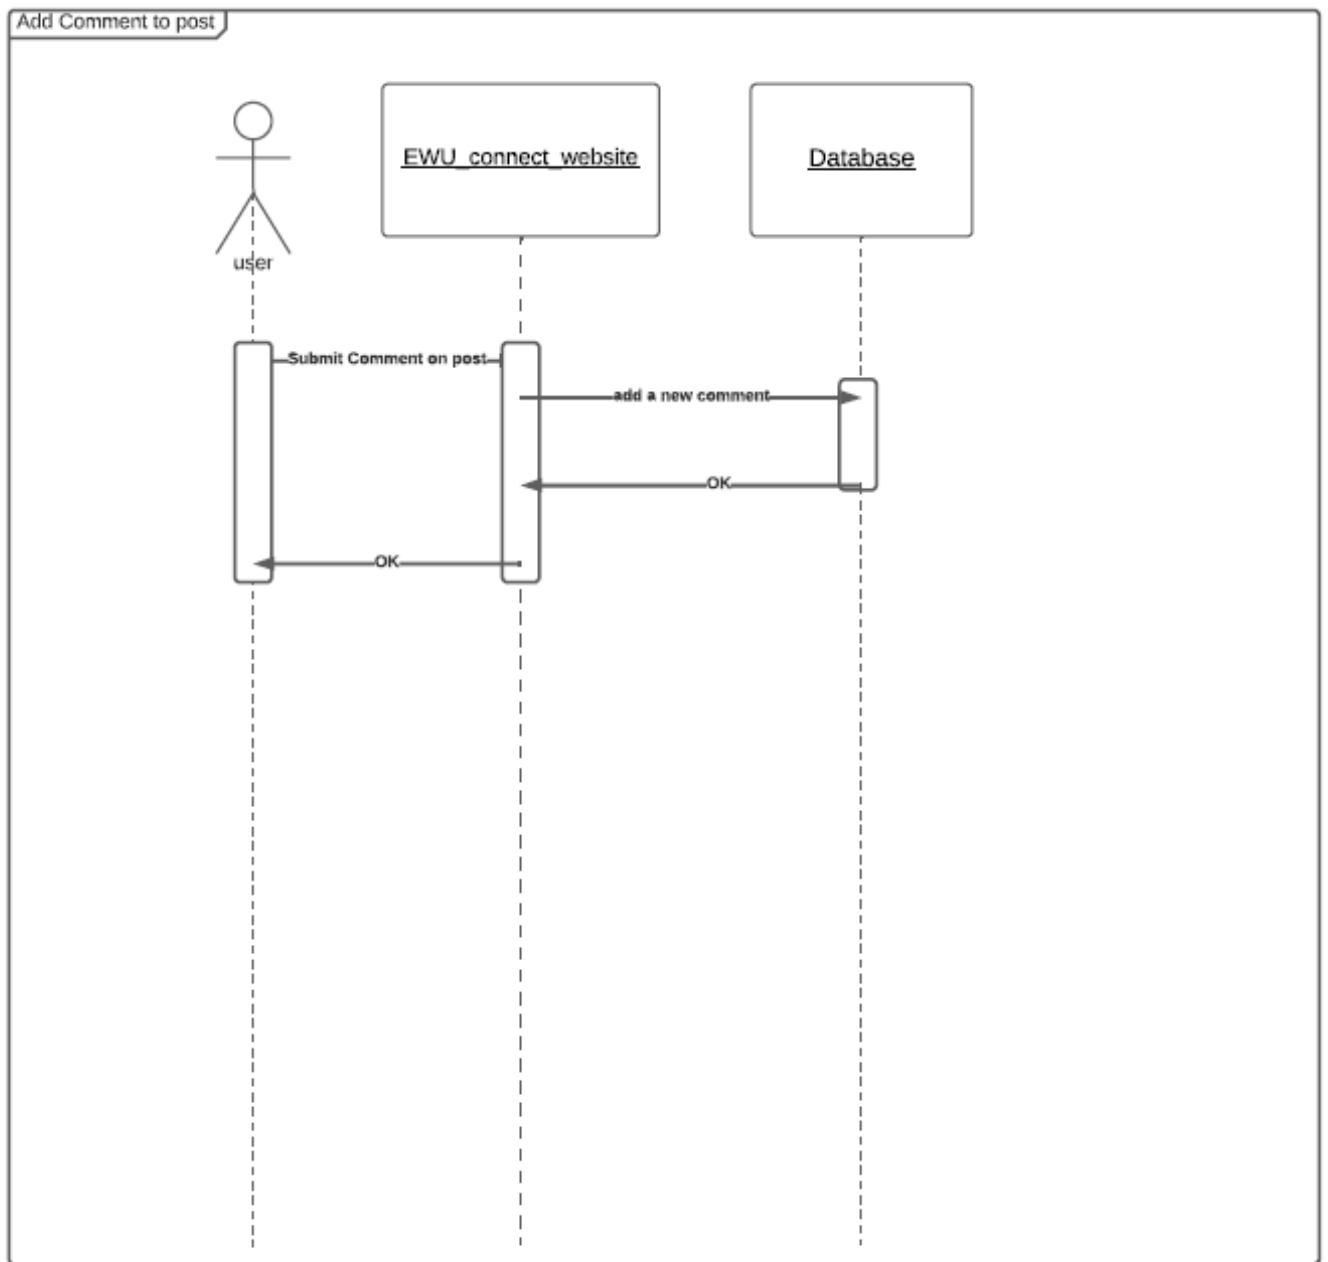 Add Comment to post
EWU_connect_website
Database
user
Submit Comment on post
add a new comment
OK
OK